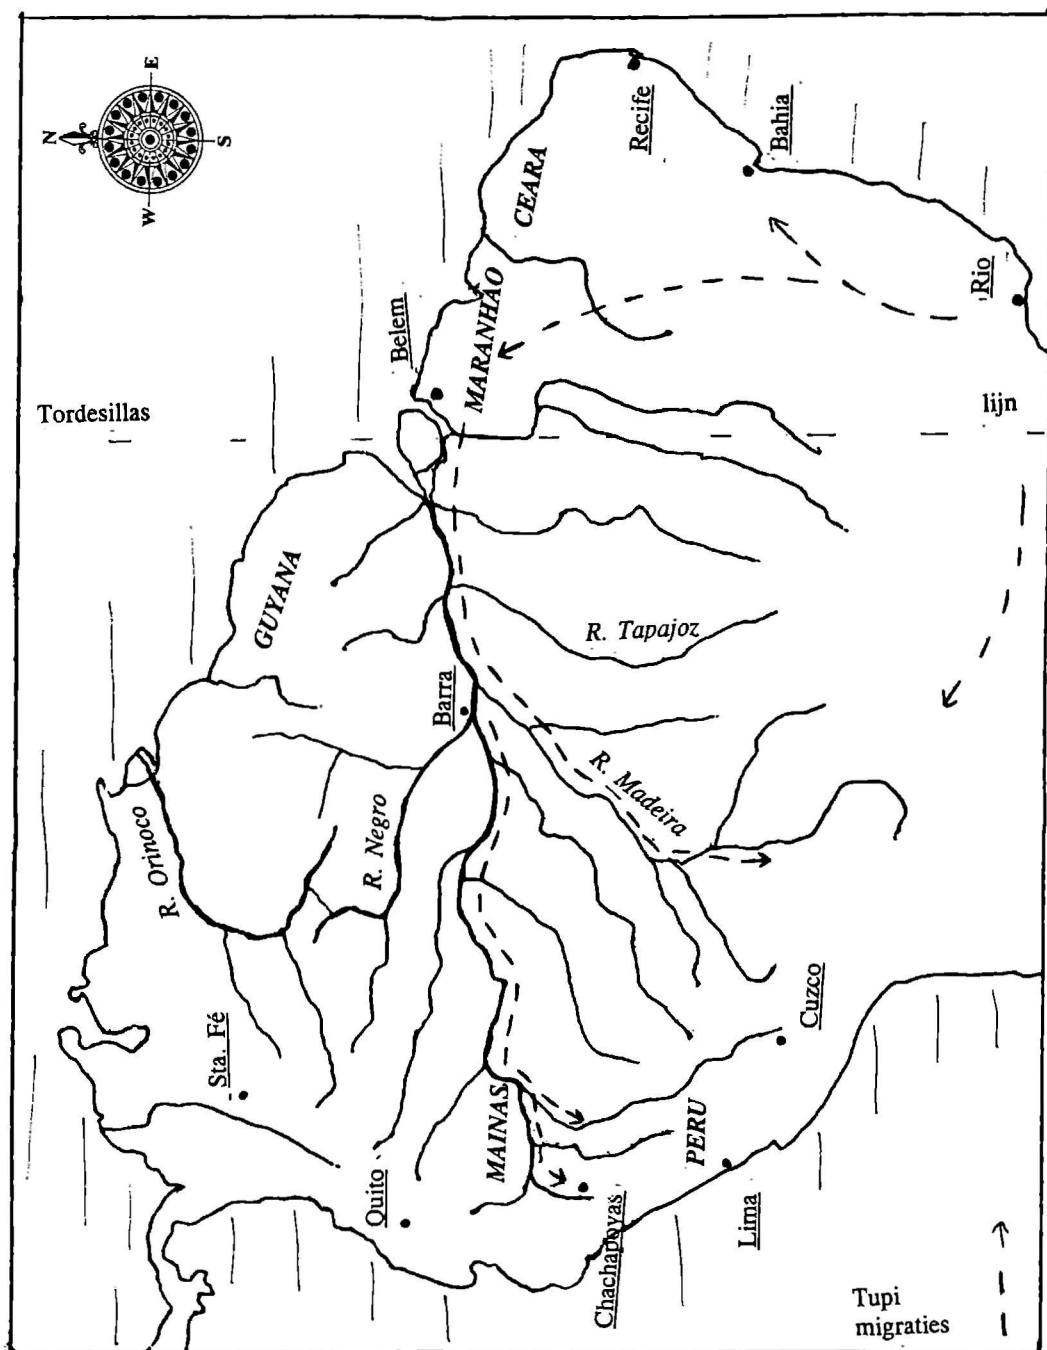 N
E
S
W
Recife
Bahia
CEARA
Rio
MARANHÃO
Belem
Tordesillas
lijn
GUYANA
R. Tapajoz
Barra
R. Madeira
R. Orinoco
R. Negro
Sta. Fé
Cuzco
MAINAS
PERU
Quito
Chachapoyas
Lima
Tupi
migraties